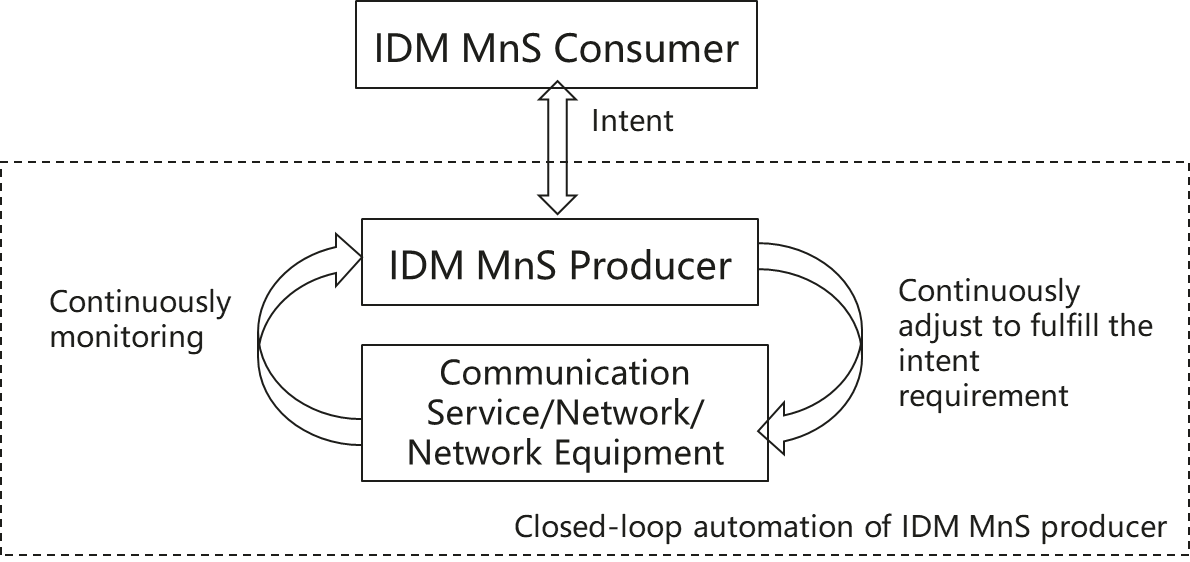 IDM MnS Consumer
Intent
IDM MnS Producer
Continuously
monitoring
Continuously
adjust to fulfill the
intent
requirement
Communication
Service/Network/
Network Equipment
Closed-loop automation of IDM MnS producer